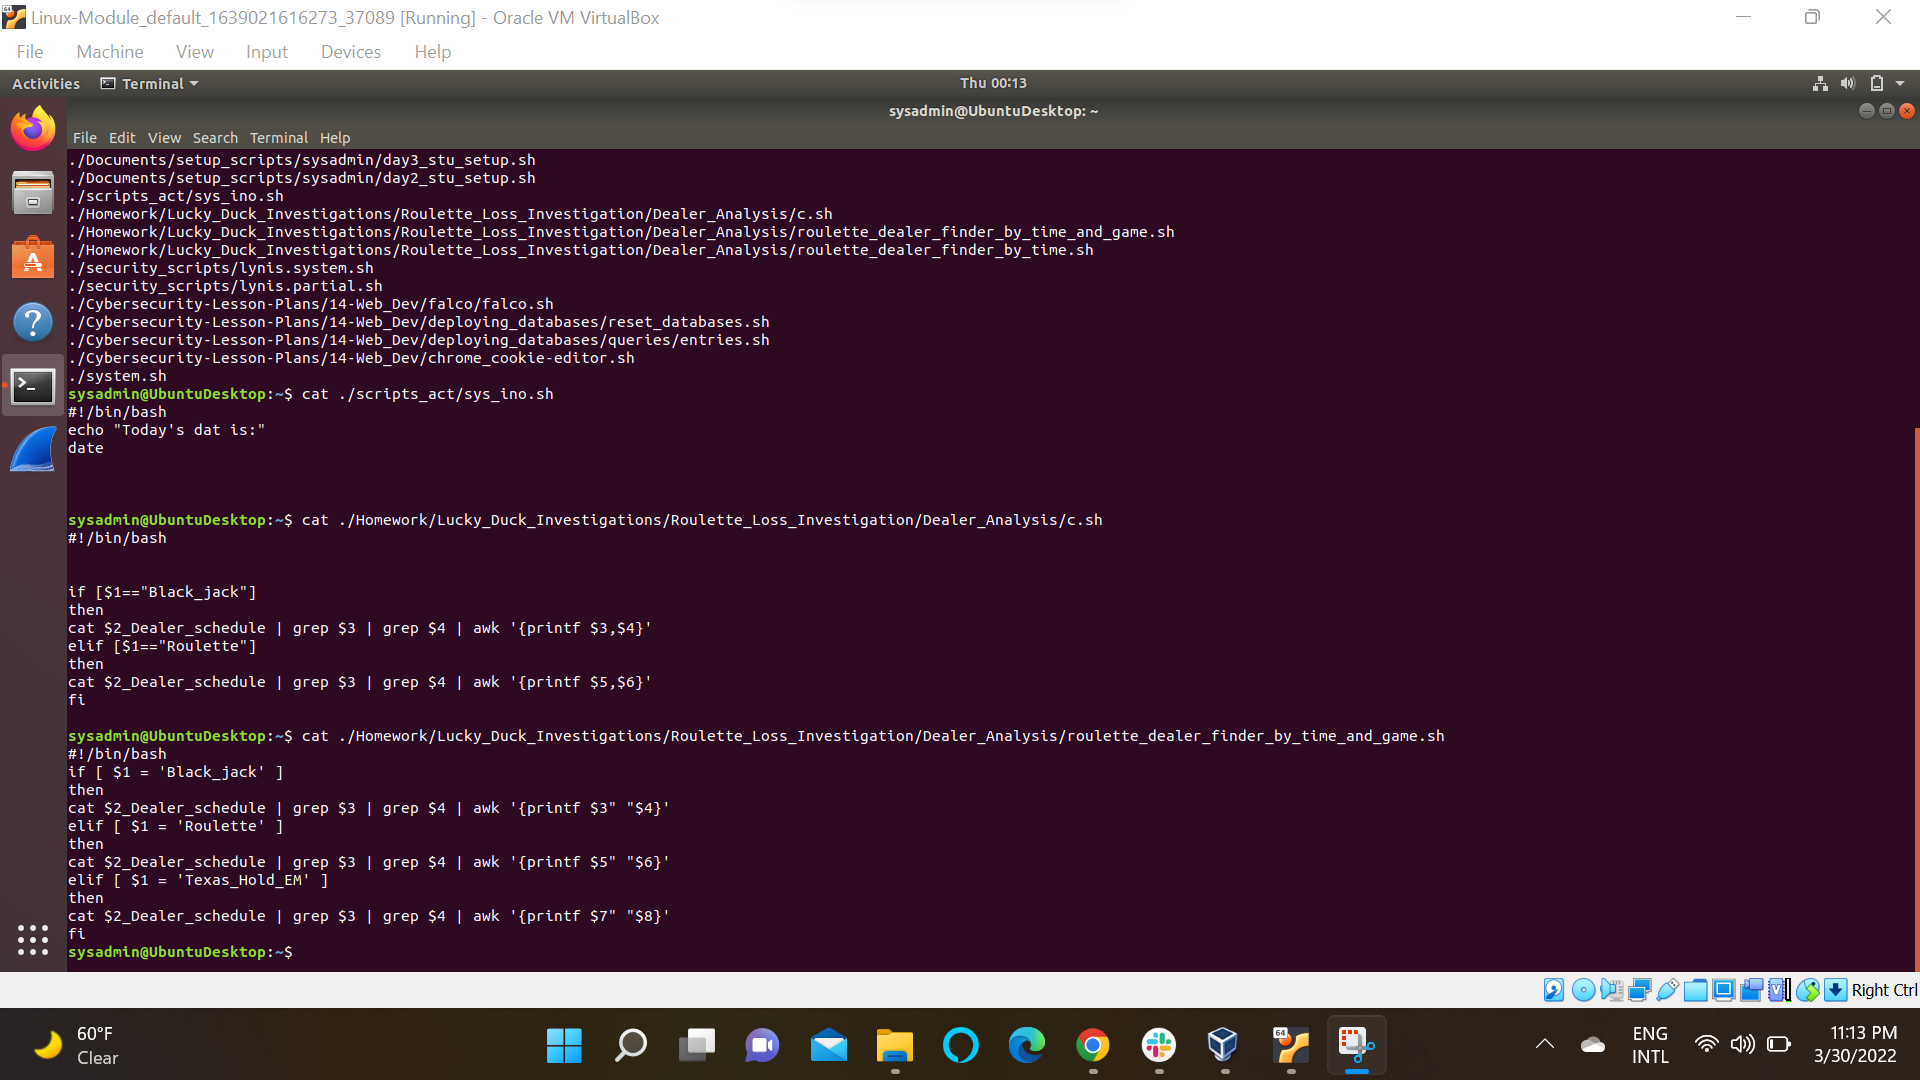 Linux-Module_default_1639021616273_37089 [Running] - Oracle VM VirtualBox
File Machine View Input Devices Help
Activities Terminal Thu 00:13
sysadmin@UbuntuDesktop: ~
File Edit View Search Terminal Help
./Documents/setup_scripts/sysadmin/day3_stu_setup.sh
./Documents/setup_scripts/sysadmin/day2_stu_setup.sh
./scripts_act/sys_ino.sh
./Homework/Lucky_Duck_Investigations/Roulette_Loss_Investigation/Dealer_Analysis/c.sh
./Homework/Lucky_Duck_Investigations/Roulette_Loss_Investigation/Dealer_Analysis/roulette_dealer_finder_by_time_and_game.sh
./Homework/Lucky_Duck_Investigations/Roulette_Loss_Investigation/Dealer_Analysis/roulette_dealer_finder_by_time.sh
./security_scripts/lynis.system.sh
./security_scripts/lynis.partial.sh
./Cybersecurity-Lesson-Plans/14-Web_Dev/falco/falco.sh
./Cybersecurity-Lesson-Plans/14-Web_Dev/deploying_databases/reset_databases.sh
./Cybersecurity-Lesson-Plans/14-Web_Dev/deploying_databases/queries/entries.sh
./Cybersecurity-Lesson-Plans/14-Web_Dev/chrome_cookie-editor.sh
./system.sh
sysadmin@UbuntuDesktop:~$ cat ./scripts_act/sys_ino.sh
#!/bin/bash
echo "Today's dat is:"
date
sysadmin@UbuntuDesktop:~$ cat ./Homework/Lucky_Duck_Investigations/Roulette_Loss_Investigation/Dealer_Analysis/c.sh
#!/bin/bash
if [$1=="Black_jack"]
then
cat $2_Dealer_schedule | grep $3 | grep $4 | awk '{printf $3,$4}'
elif [$1=="Roulette"]
then
cat $2_Dealer_schedule | grep $3 | grep $4 | awk '{printf $5,$6}'
fi
sysadmin@UbuntuDesktop:~$ cat ./Homework/Lucky_Duck_Investigations/Roulette_Loss_Investigation/Dealer_Analysis/roulette_dealer_finder_by_time_and_game.sh
#!/bin/bash
if [ $1 = 'Black_jack' ]
then
cat $2_Dealer_schedule | grep $3 | grep $4 | awk '{printf $3" "$4}'
elif [ $1 = 'Roulette' ]
then
cat $2_Dealer_schedule | grep $3 | grep $4 | awk '{printf $5" "$6}'
elif [ $1 = 'Texas_Hold_EM' ]
then
cat $2_Dealer_schedule | grep $3 | grep $4 | awk '{printf $7" "$8}'
fi
sysadmin@UbuntuDesktop:~$
Right Ctrl
60°F
Clear
64
ENG
INTL
11:13 PM
3/30/2022